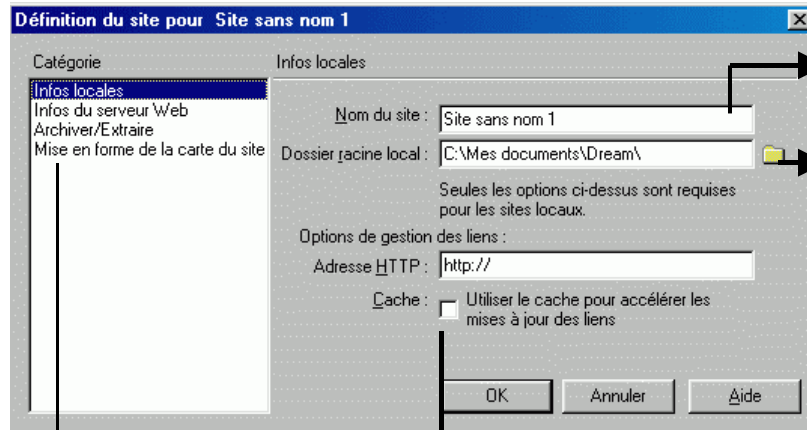 Définition du site pour  Site sans nom 1
Catégorie
Infos locales
Infos locales
Infos du serveur Web
Archiver/Extraire
Mise en forme de la carte du site
Nom du site :
Site sans nom 1
Dossier racine local :
C:\Mes documents\Dream\
Seules les options ci-dessus sont requises
pour les sites locaux.
Options de gestion des liens :
Adresse HTTP :
http://
Cache :
Utiliser le cache pour accélérer les
mises à jour des liens
OK
Annuler
Aide